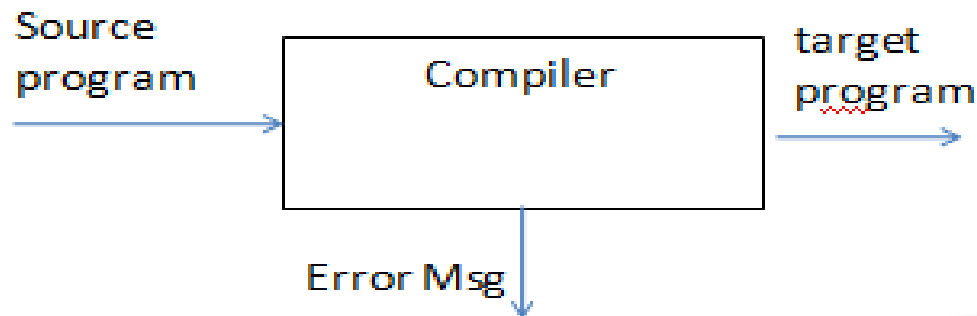 Source
program
Compiler
target
program
Error Msg